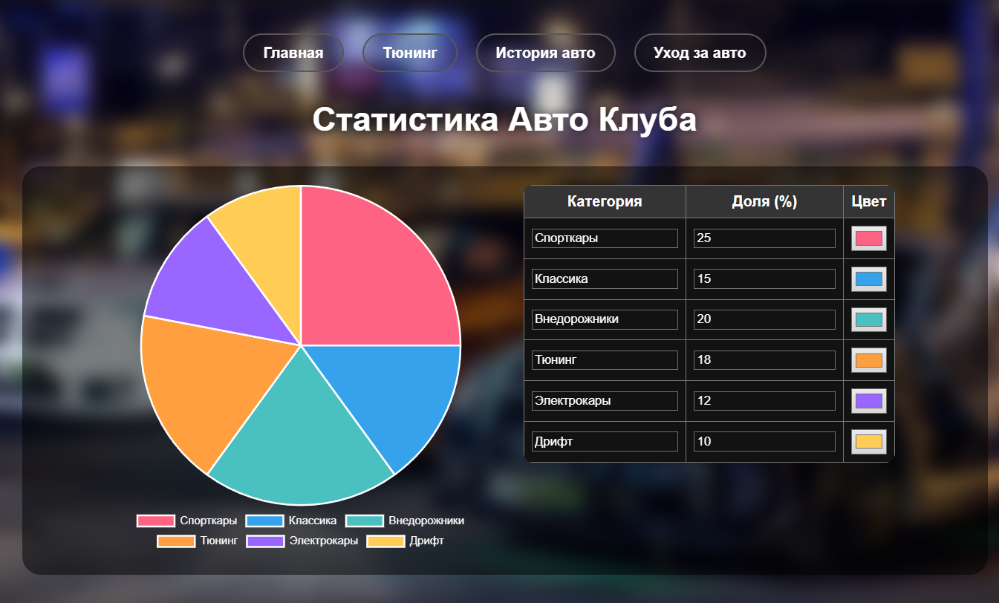 Главная Тюнинг История авто Уход за авто
Статистика Авто Клуба
Категория Доля (%) Цвет
Спорткары 25
Классика 15
Внедорожники 20
Тюнинг 18
Электрокары 12
Дрифт 10
Спорткары Классика Внедорожники
Тюнинг Электрокары Дрифт